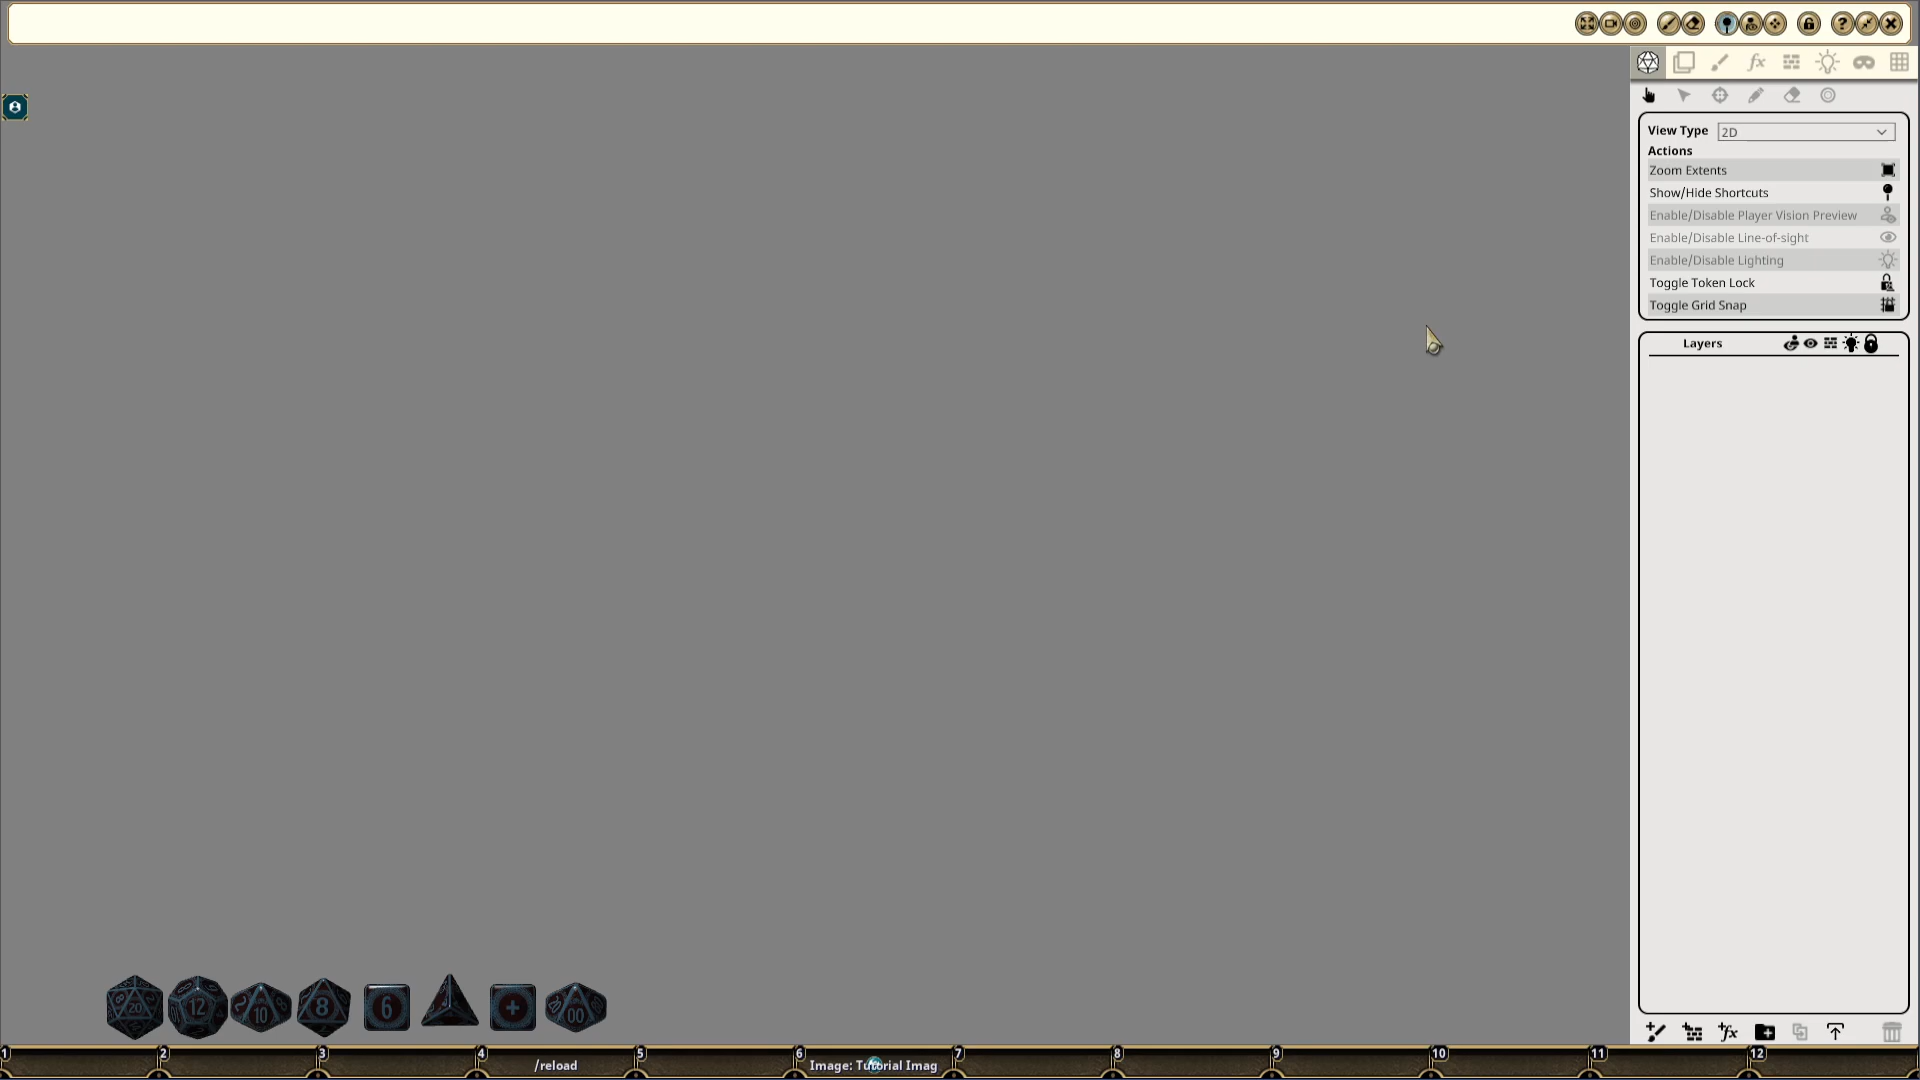 fx
View Type 2D
Actions
Zoom Extents
Show/Hide Shortcuts
Enable/Disable Player Vision Preview
Enable/Disable Line-of-sight
Enable/Disable Lighting
Toggle Token Lock
Toggle Grid Snap
Layers
20 12 10 8 6 + 00
fx
1 2 3 4 5 6 7 8 9 10 11 12
/reload
Image: Tutorial Imag